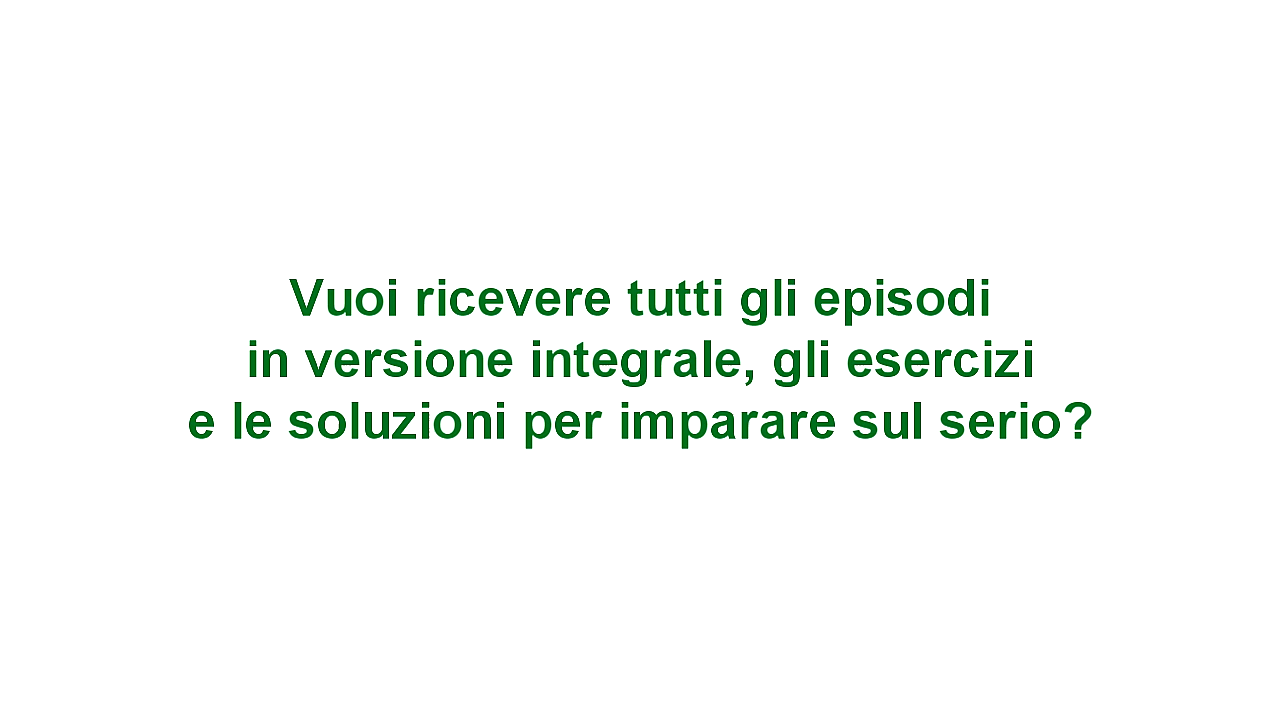 Vuoi ricevere tutti gli episodi
in versione integrale, gli esercizi
e le soluzioni per imparare sul serio?